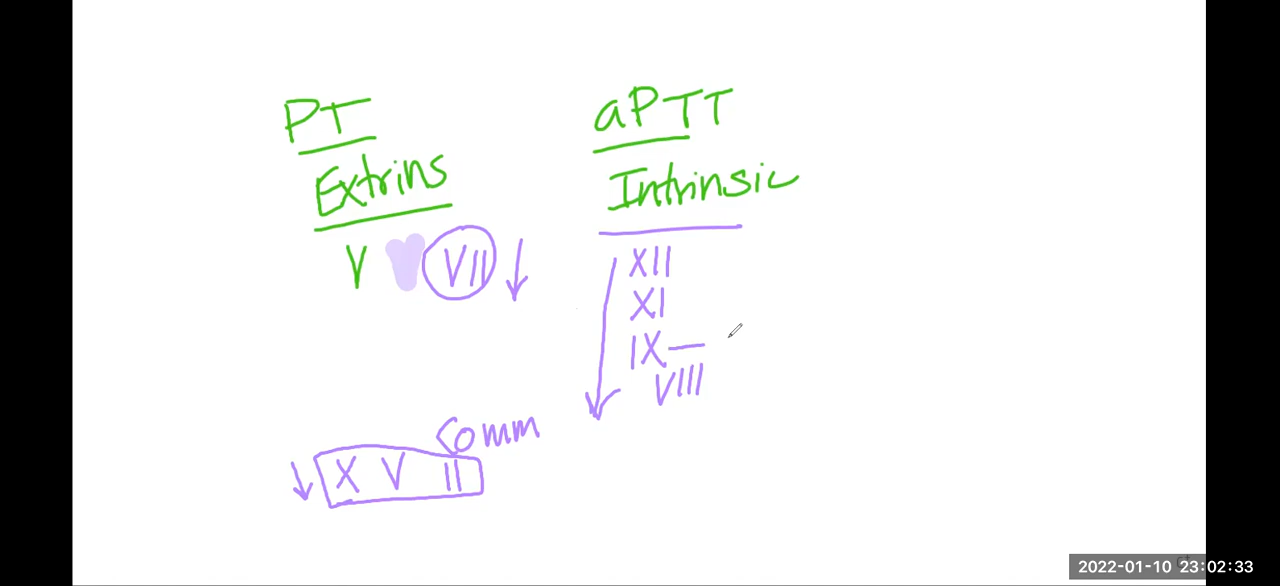 PT
Extrins
V VII
aPTT
Intrinsic
XII
XI
IX
VIII
Comm
X V II
2022-01-10 23:02:33